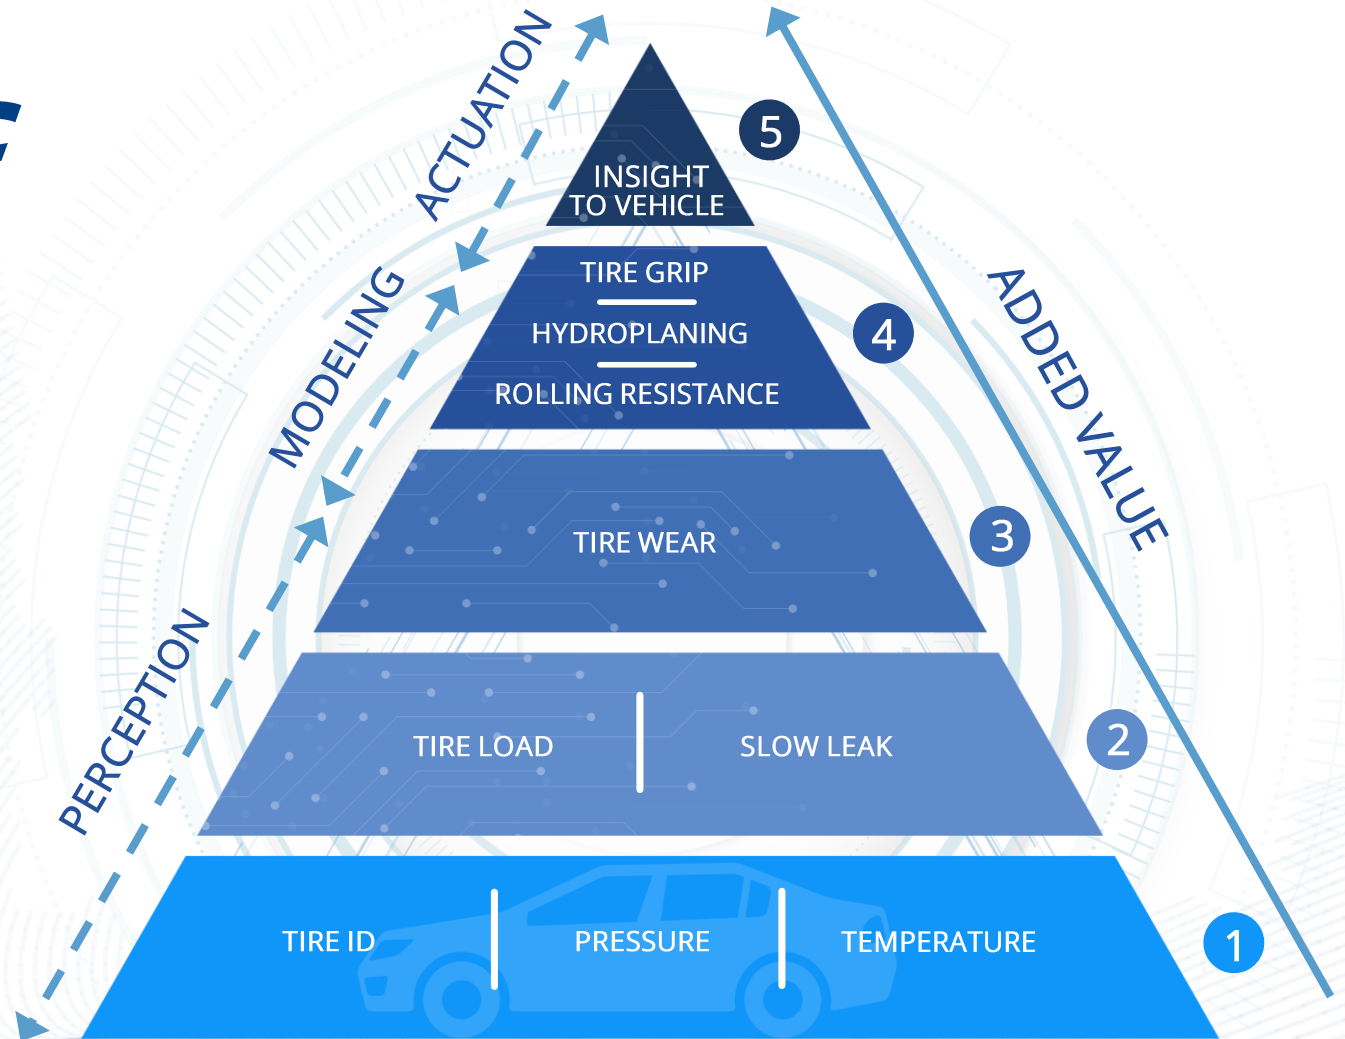 ACTUATION
5
INSIGHT
TO VEHICLE
MODELING
TIRE GRIP
HYDROPLANING
ROLLING RESISTANCE
4
ADDED VALUE
TIRE WEAR
3
PERCEPTION
TIRE LOAD
SLOW LEAK
2
TIRE ID
PRESSURE
TEMPERATURE
1